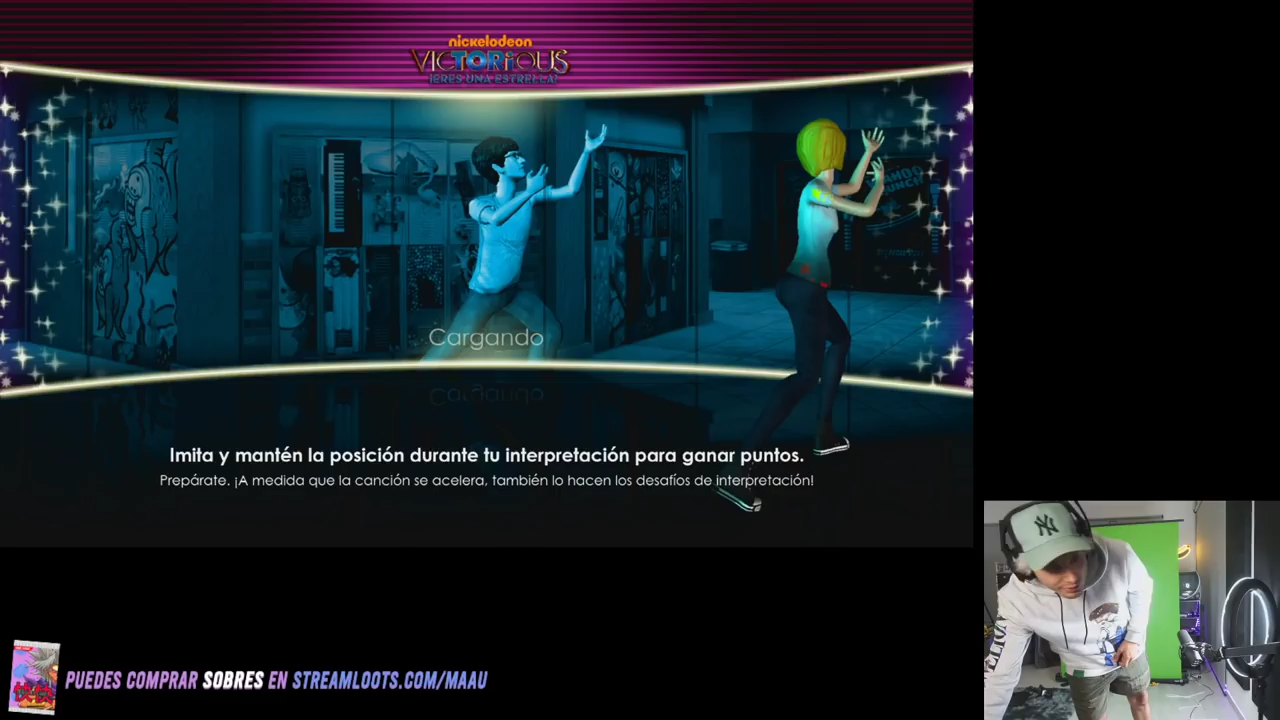 nickelodeon
VICTORiOUS
¡ERES UNA ESTRELLA!
Cargando
Imita y mantén la posición durante tu interpretación para ganar puntos.
Prepárate. ¡A medida que la canción se acelera, también lo hacen los desafíos de interpretación!
NY
PUEDES COMPRAR SOBRES EN STREAMLOOTS.COM/MAAU